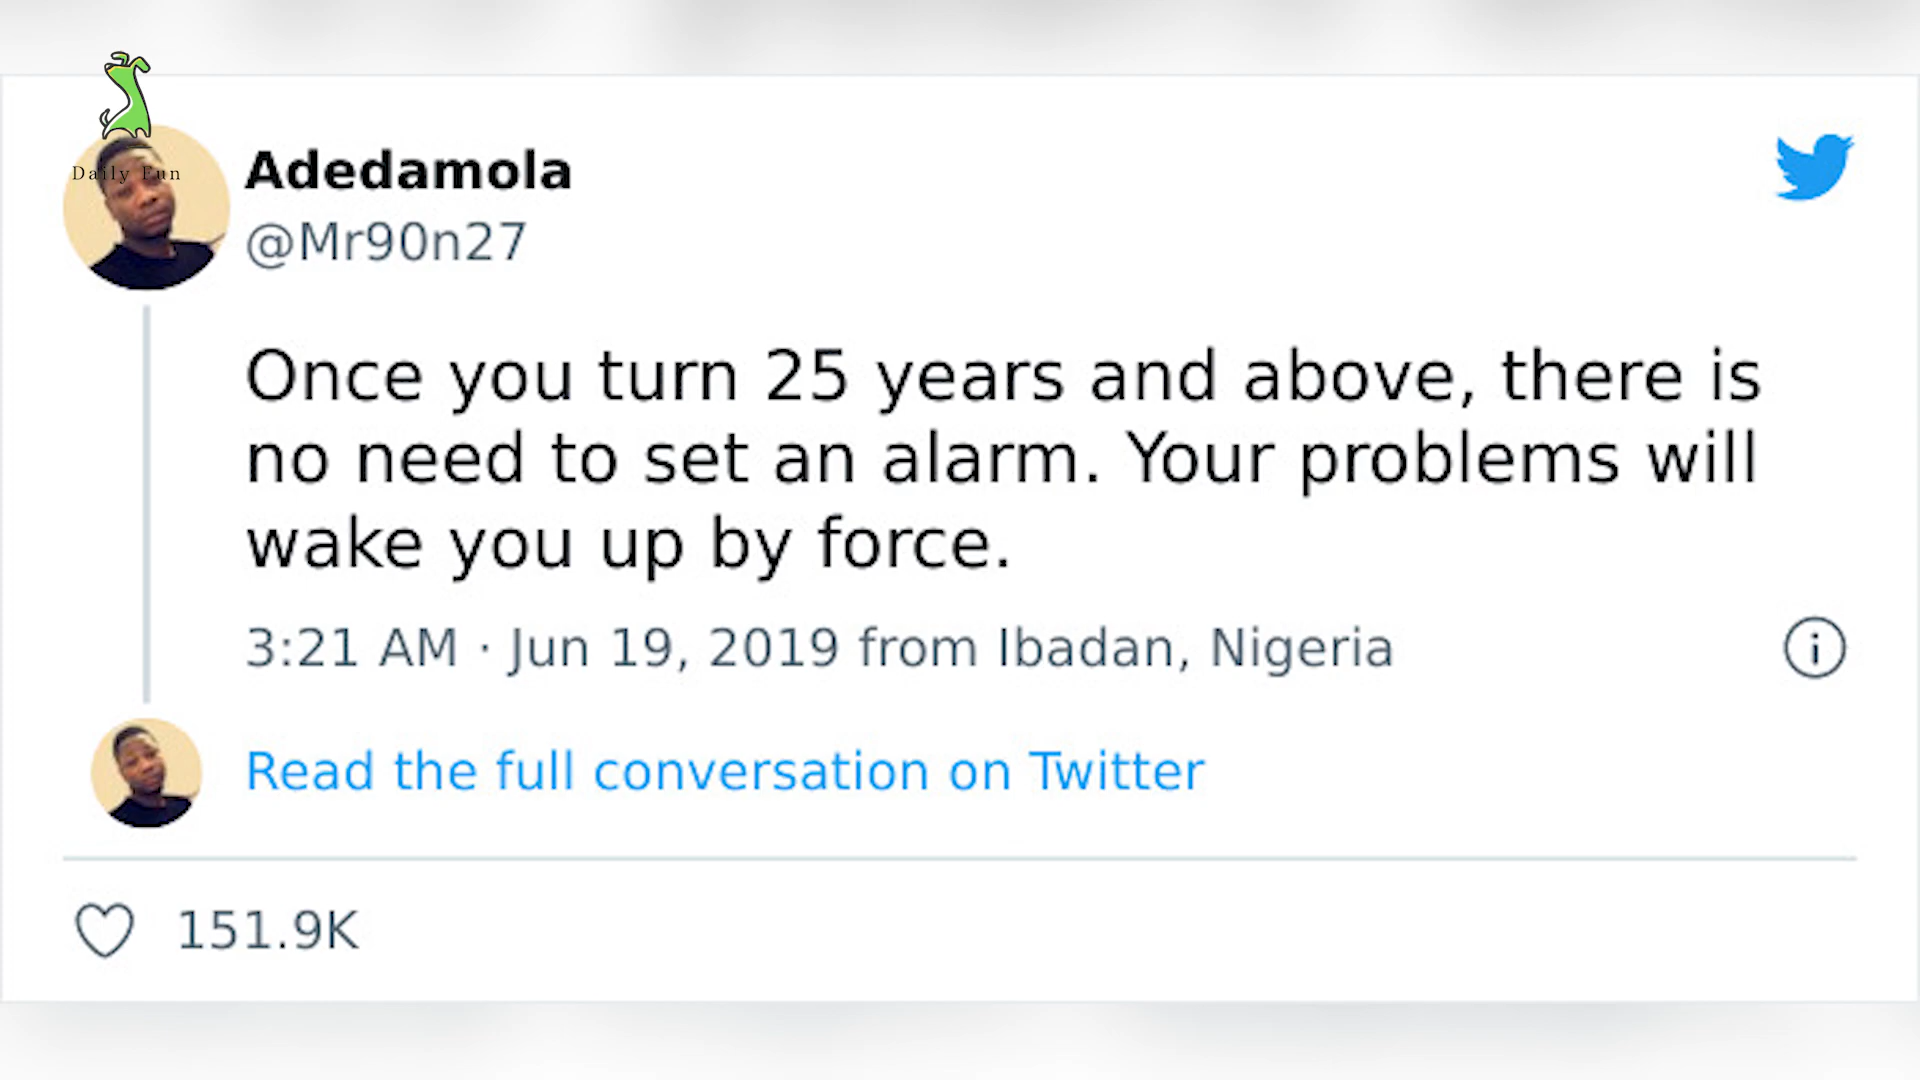 Daily Fun
Adedamola
@Mr90n27
Once you turn 25 years and above, there is
no need to set an alarm. Your problems will
wake you up by force.
3:21 AM · Jun 19, 2019 from Ibadan, Nigeria
Read the full conversation on Twitter
151.9K